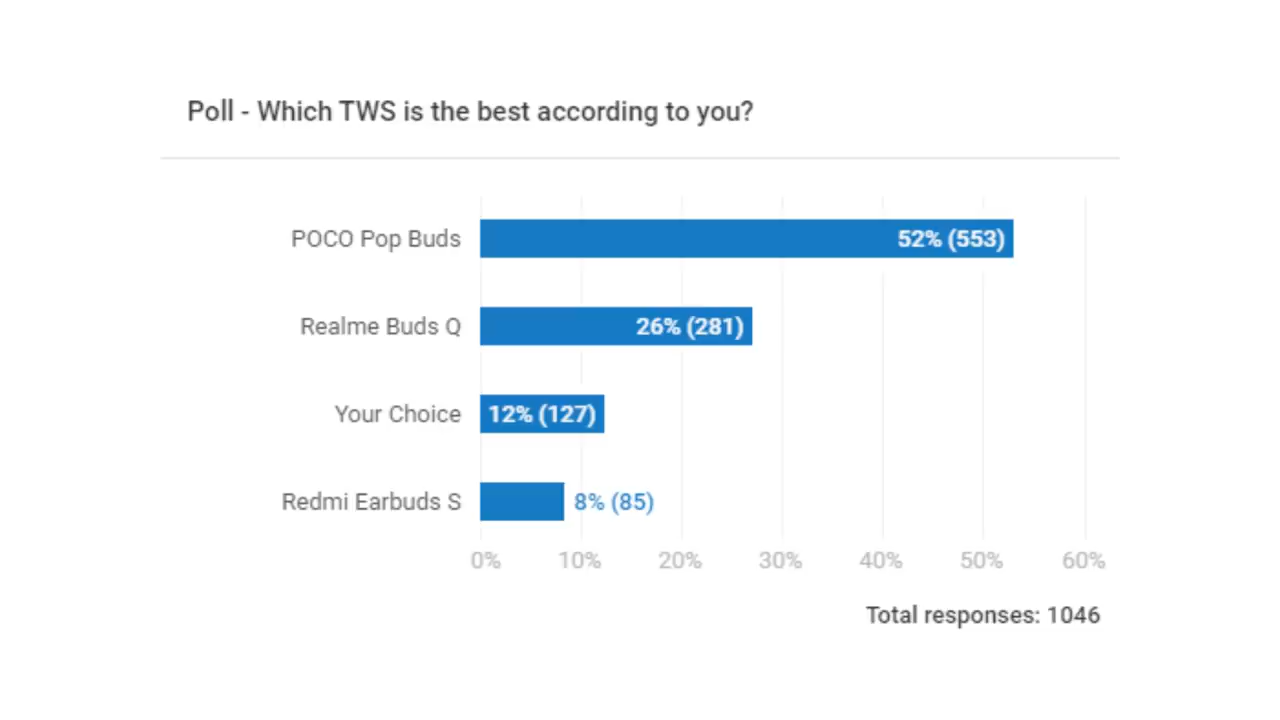 Poll - Which TWS is the best according to you?
POCO Pop Buds 52% (553)
Realme Buds Q 26% (281)
Your Choice 12% (127)
Redmi Earbuds S 8% (85)
0% 10% 20% 30% 40% 50% 60%
Total responses: 1046